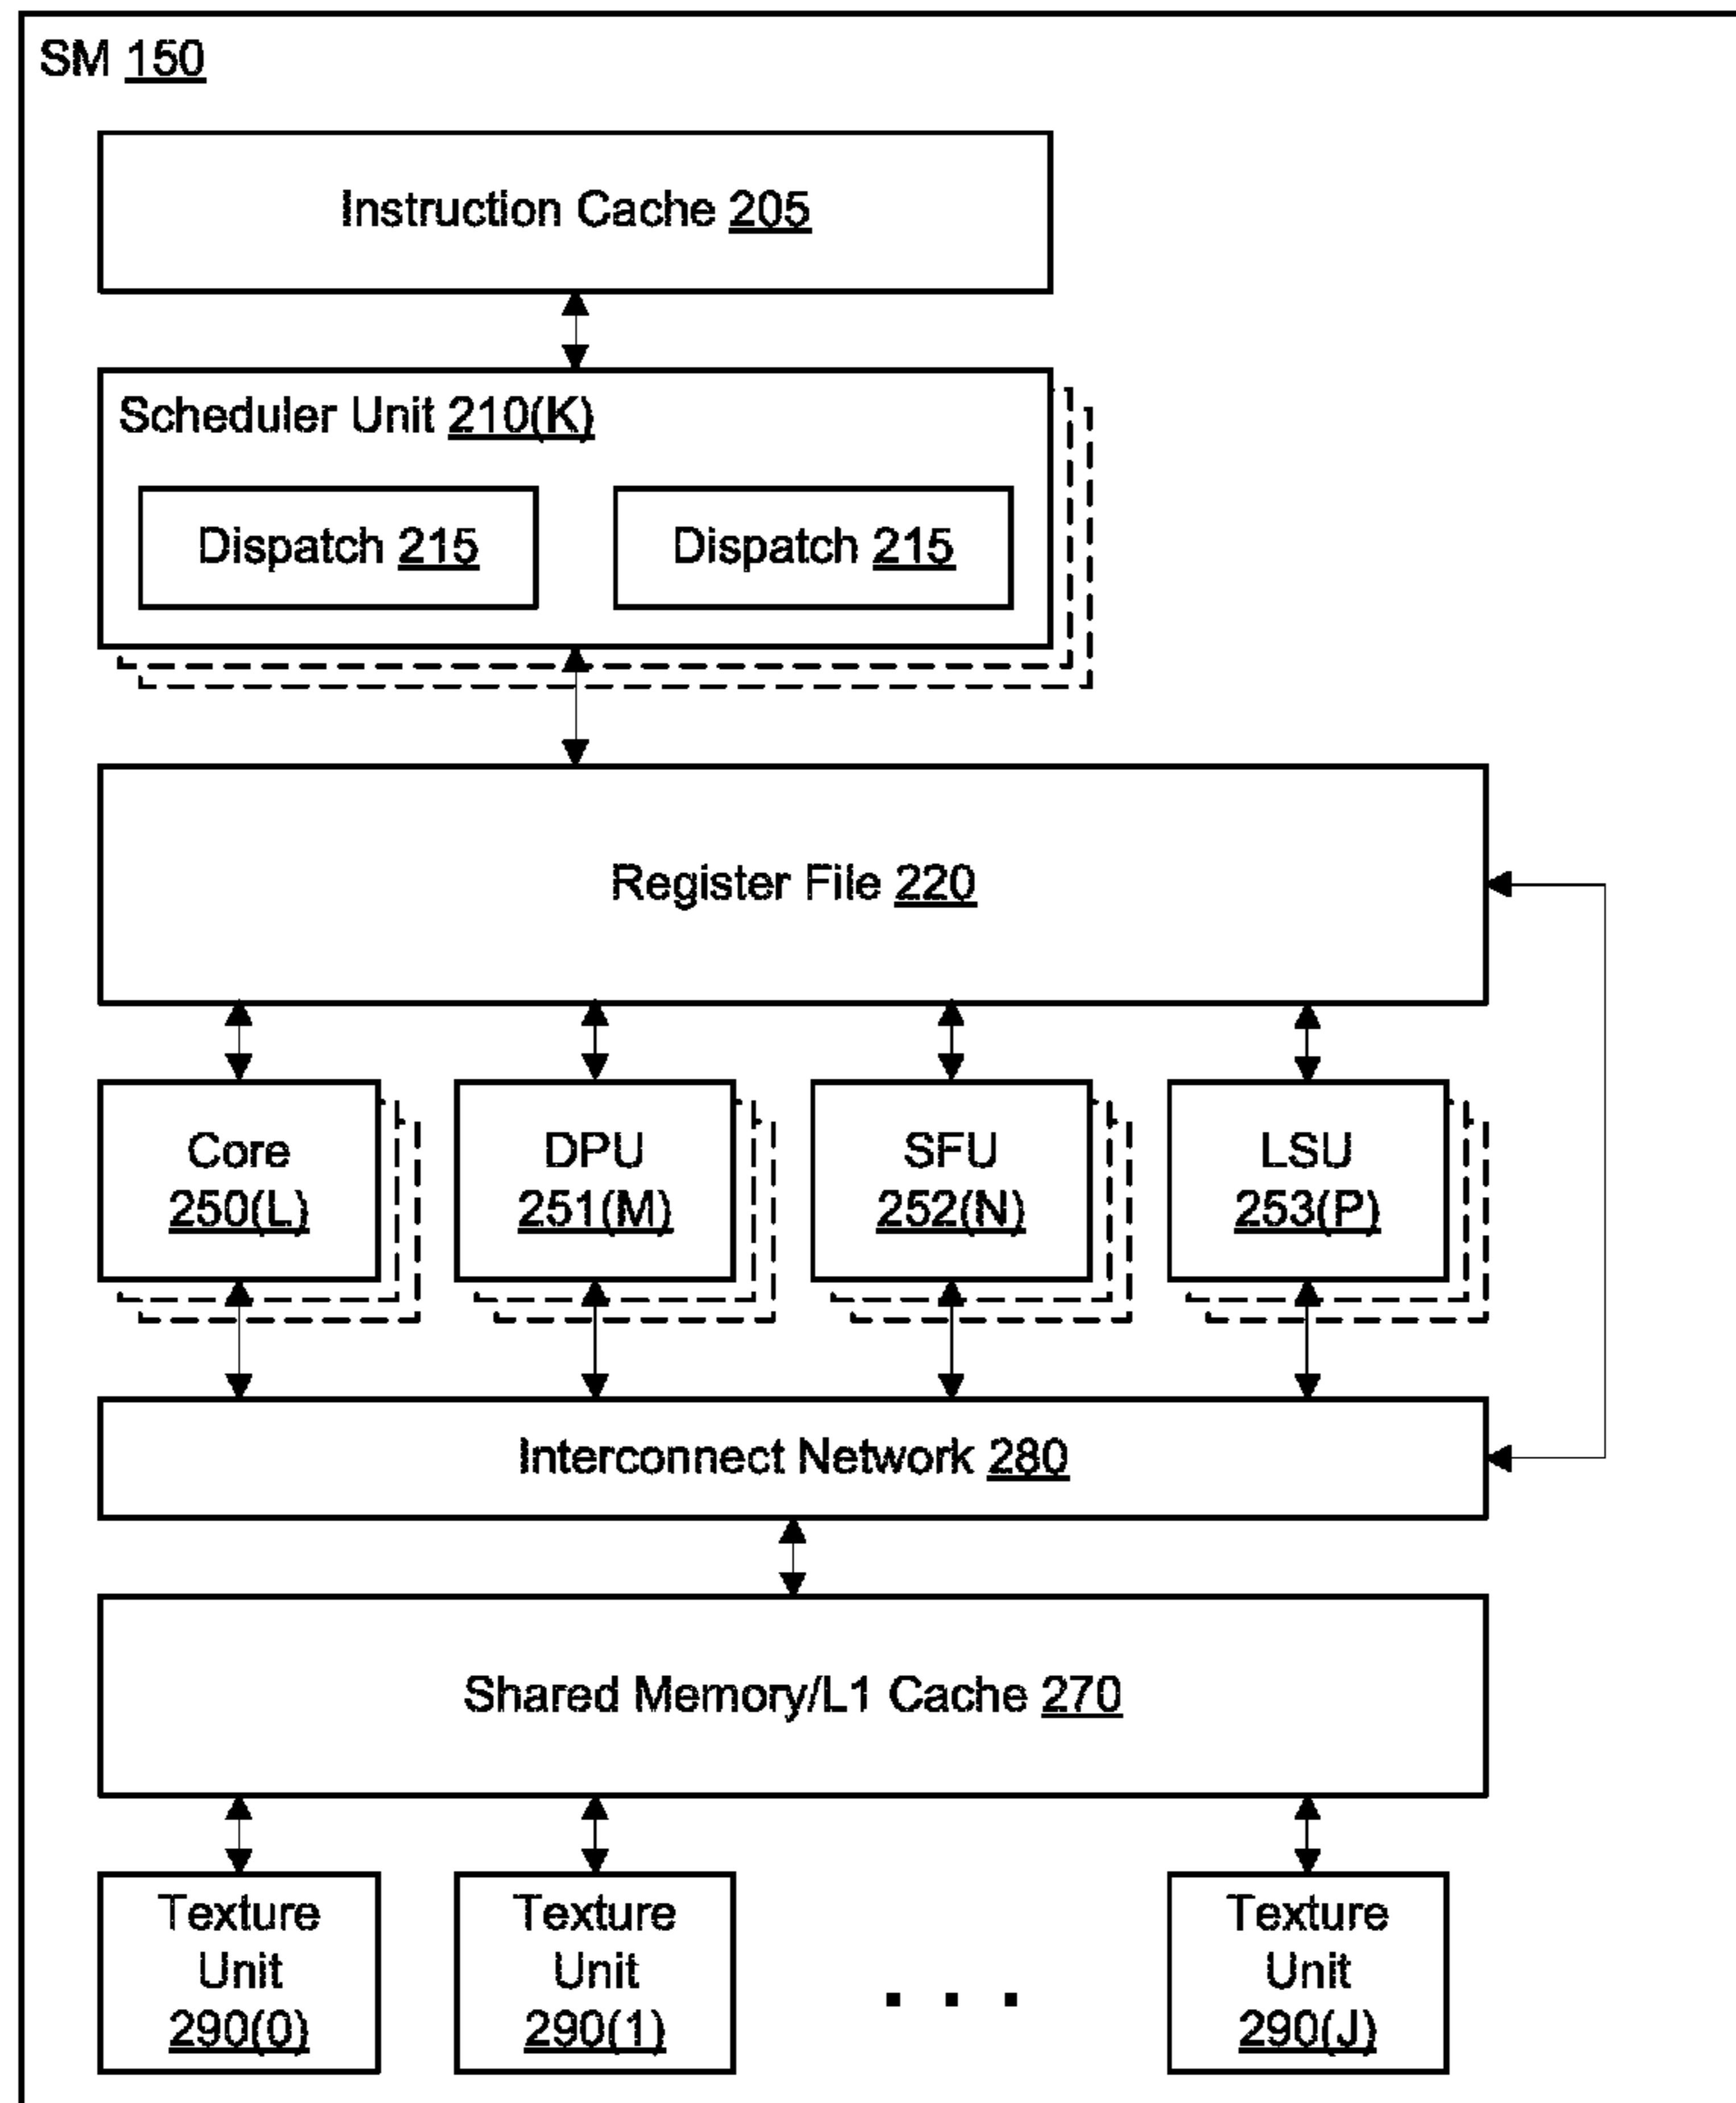 SM 150
Instruction Cache 205
Scheduler Unit 210(K)
Dispatch 215
Dispatch 215
Register File 220
Core
250(L)
DPU
251(M)
SFU
252(N)
LSU
253(P)
Interconnect Network 280
Shared Memory/L1 Cache 270
Texture
Unit
290(0)
Texture
Unit
290(1)
. . .
Texture
Unit
290(J)